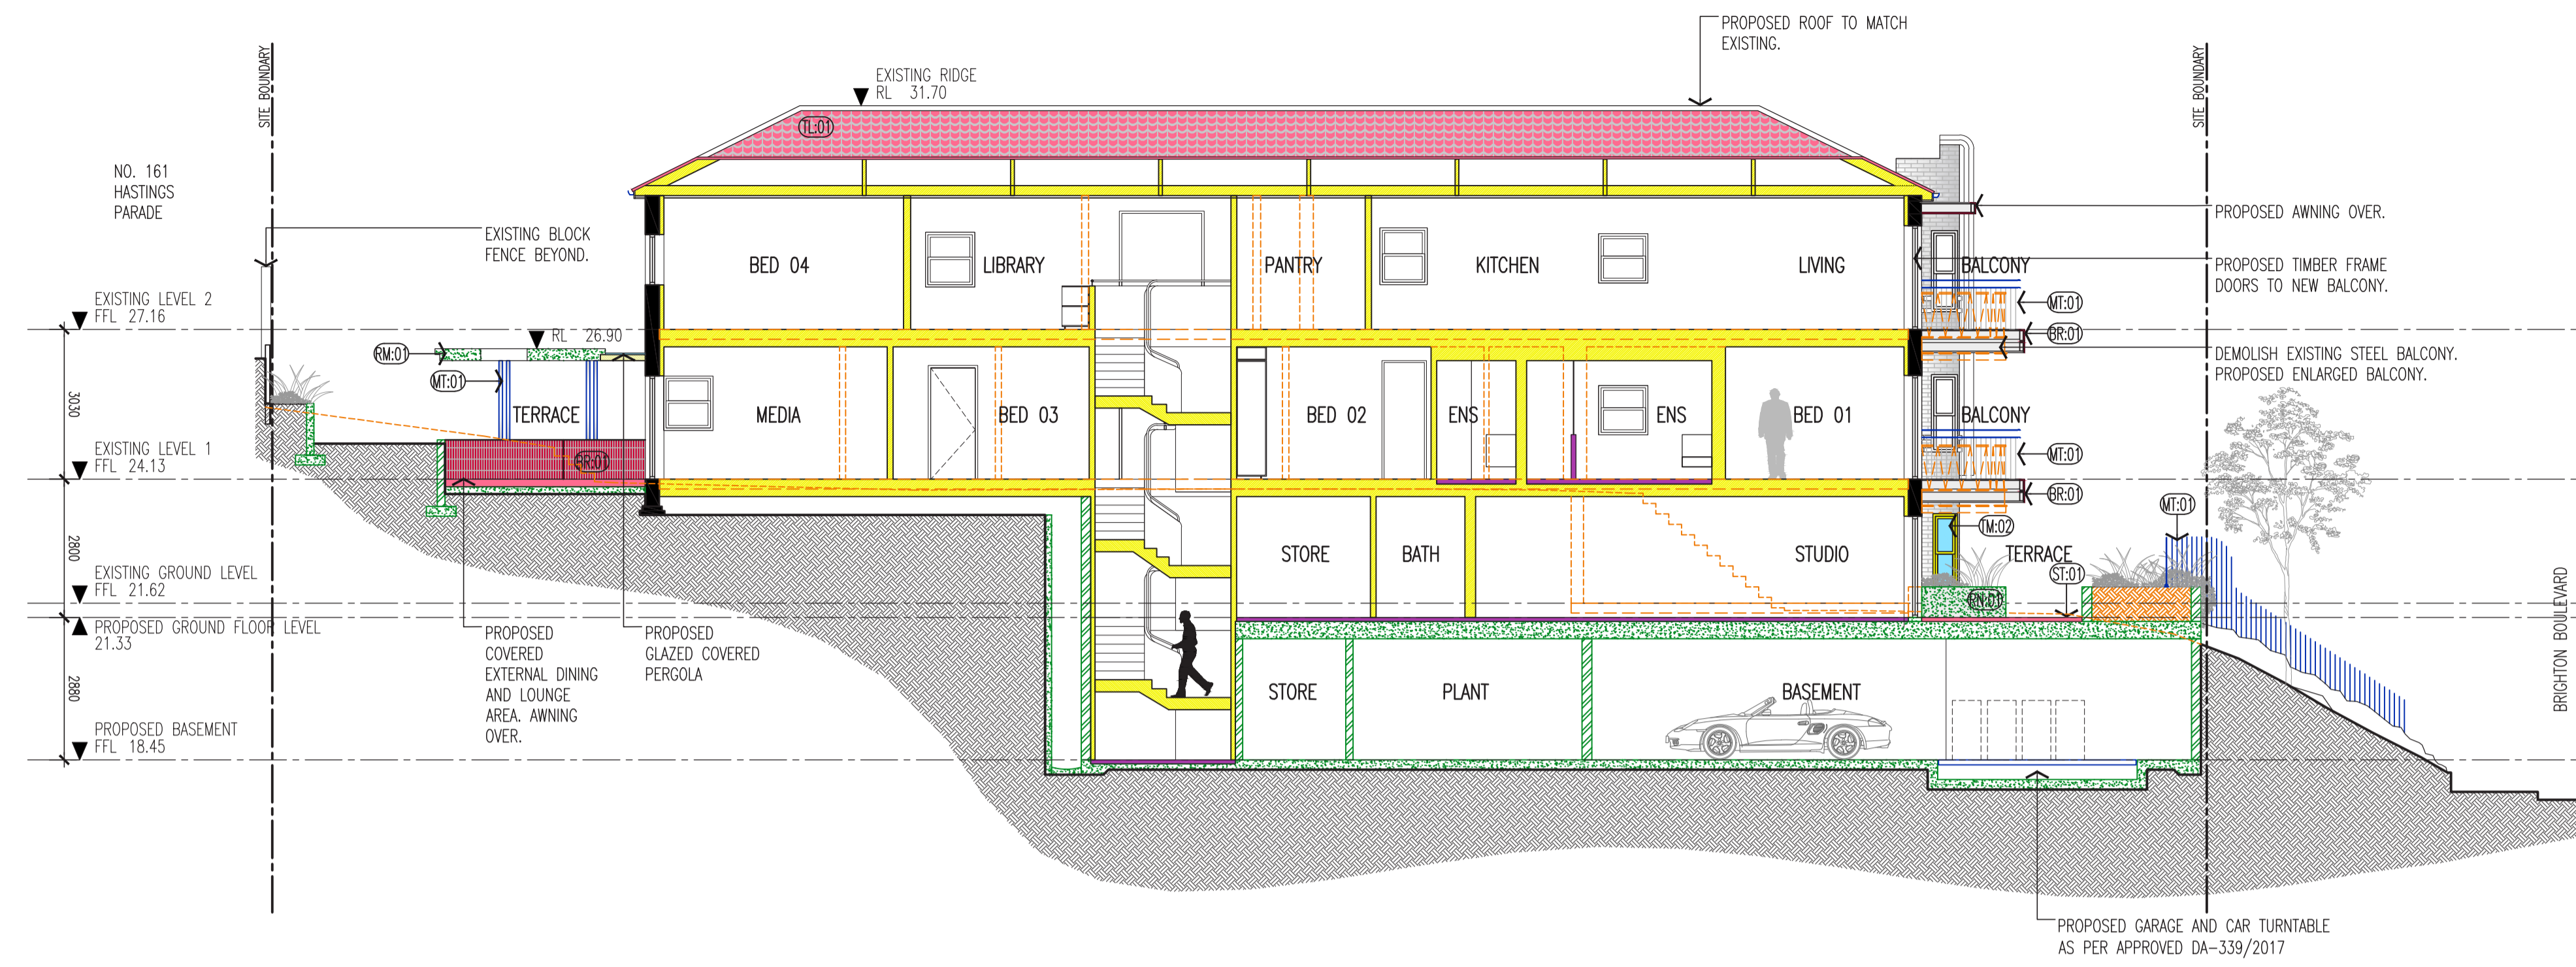 PROPOSED ROOF TO MATCH
EXISTING.
SITE BOUNDARY
SITE BOUNDARY
EXISTING RIDGE
RL 31.70
TL:01
NO. 161
HASTINGS
PARADE
EXISTING BLOCK
FENCE BEYOND.
PROPOSED AWNING OVER.
BED 04
LIBRARY
PANTRY
KITCHEN
LIVING
BALCONY
PROPOSED TIMBER FRAME
DOORS TO NEW BALCONY.
EXISTING LEVEL 2
FFL 27.16
MT:01
BR:01
RL 26.90
RM:01
MT:01
DEMOLISH EXISTING STEEL BALCONY.
PROPOSED ENLARGED BALCONY.
3030
TERRACE
MEDIA
BED 03
BED 02
ENS
ENS
BED 01
BALCONY
EXISTING LEVEL 1
FFL 24.13
BR:01
MT:01
BR:01
MT:01
2800
TM:02
STORE
BATH
STUDIO
TERRACE
ST:01
EXISTING GROUND LEVEL
FFL 21.62
RN:01
PROPOSED GROUND FLOOR LEVEL
21.33
PROPOSED
COVERED
EXTERNAL DINING
AND LOUNGE
AREA. AWNING
OVER.
PROPOSED
GLAZED COVERED
PERGOLA
BRIGHTON BOULEVARD
2880
STORE
PLANT
BASEMENT
PROPOSED BASEMENT
FFL 18.45
PROPOSED GARAGE AND CAR TURNTABLE
AS PER APPROVED DA-339/2017